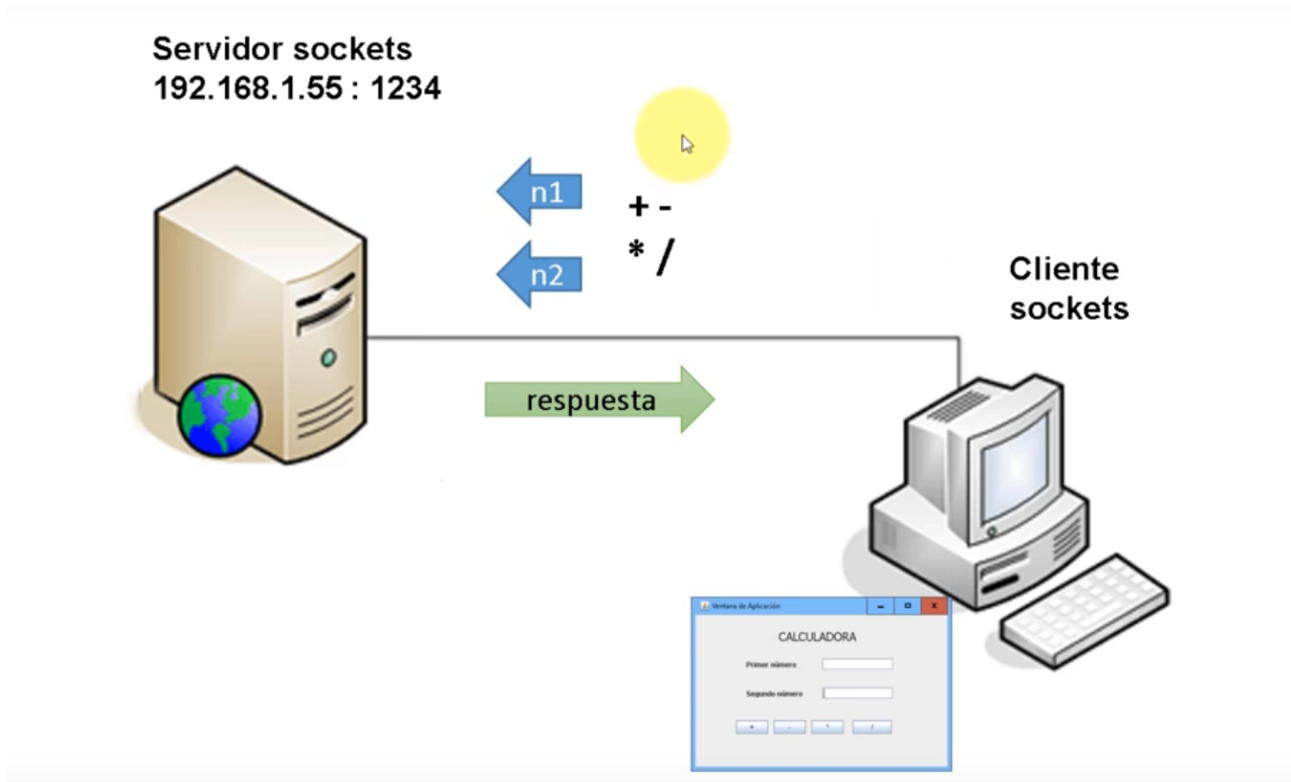 Servidor sockets
192.168.1.55 : 1234
n1
+ -
n2
* /
Cliente
sockets
respuesta
Ventana de Aplicación
CALCULADORA
Primer número
Segundo número
+ - * /